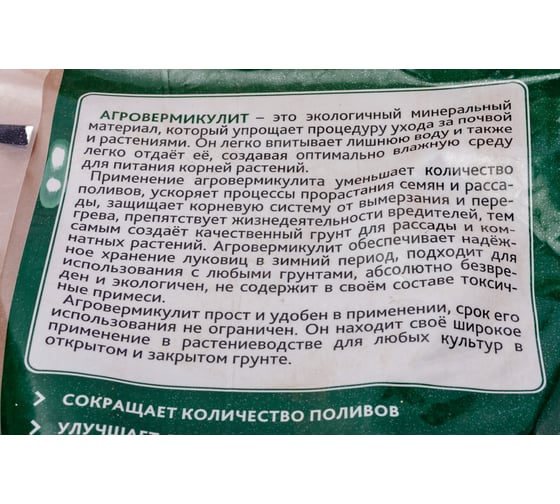 АГРОВЕРМИКУЛИТ – это экологичный минеральный
материал, который упрощает процедуру ухода за почвой
и растениями. Он легко впитывает лишнюю воду и также
легко отдаёт её, создавая оптимально влажную среду
для питания корней растений.
Применение агровермикулита уменьшает количество
поливов, ускоряет процессы прорастания семян и расса-
ды, защищает корневую систему от вымерзания и пере-
грева, препятствует жизнедеятельности вредителей, тем
самым создаёт качественный грунт для рассады и ком-
натных растений. Агровермикулит обеспечивает надёж-
ное хранение луковиц в зимний период, подходит для
использования с любыми грунтами, абсолютно безвре-
ден и экологичен, не содержит в своём составе токсич-
ные примеси.
Агровермикулит прост и удобен в применении, срок его
использования не ограничен. Он находит своё широкое
применение в растениеводстве для любых культур в
открытом и закрытом грунте.
СОКРАЩАЕТ КОЛИЧЕСТВО ПОЛИВОВ
УЛУЧШАЕТ